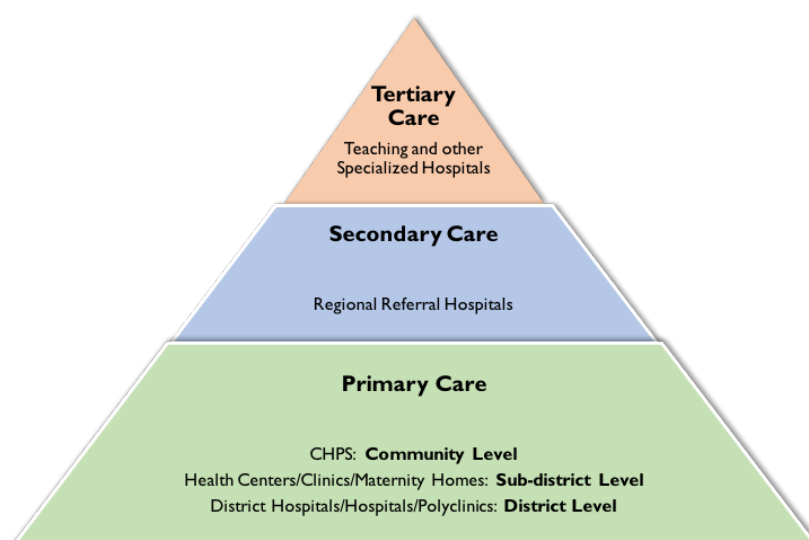 Tertiary
Care
Teaching and other
Specialized Hospitals
Secondary Care
Regional Referral Hospitals
Primary Care
CHPS: Community Level
Health Centers/Clinics/Maternity Homes: Sub-district Level
District Hospitals/Hospitals/Polyclinics: District Level